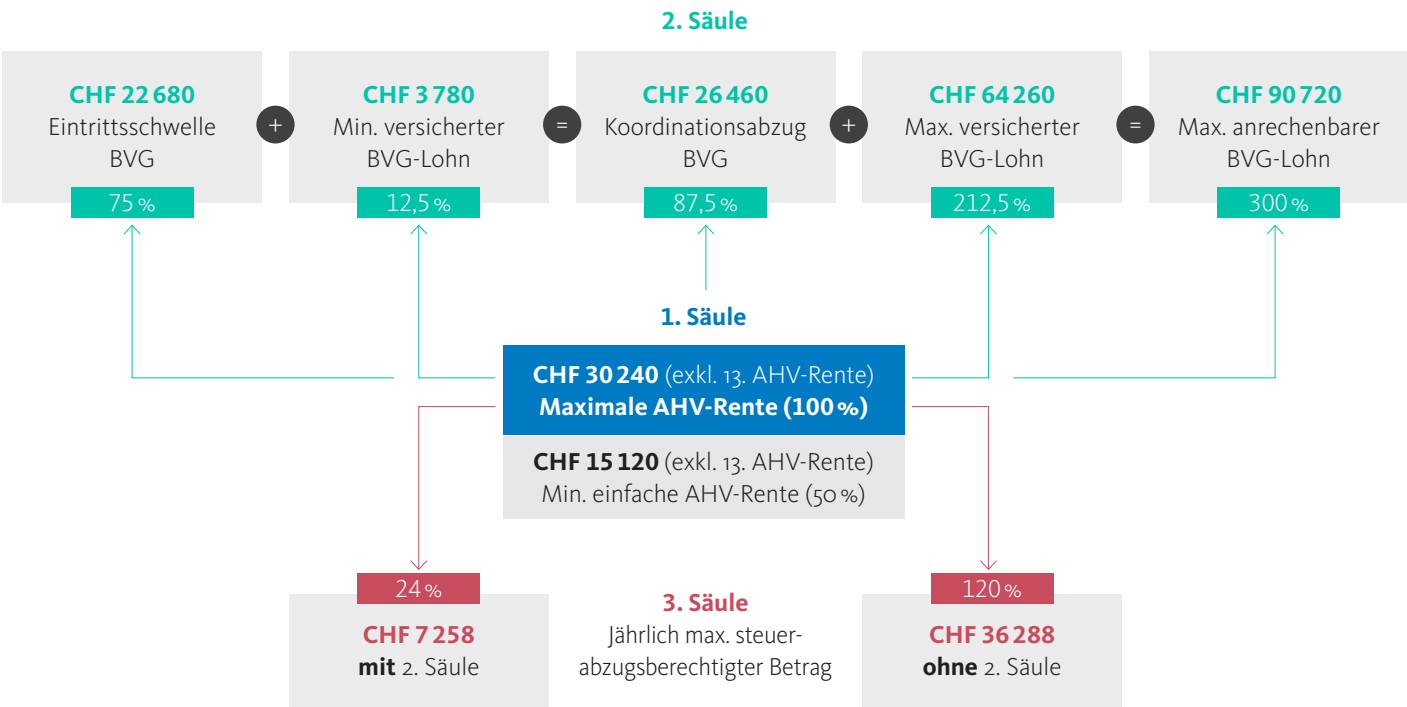 2. Säule
CHF 22 680
Eintrittsschwelle
BVG
75 %
+
CHF 3 780
Min. versicherter
BVG-Lohn
12,5 %
=
CHF 26 460
Koordinationsabzug
BVG
87,5 %
+
CHF 64 260
Max. versicherter
BVG-Lohn
212,5 %
=
CHF 90 720
Max. anrechenbarer
BVG-Lohn
300 %
1. Säule
CHF 30 240 (exkl. 13. AHV-Rente)
Maximale AHV-Rente (100 %)
CHF 15 120 (exkl. 13. AHV-Rente)
Min. einfache AHV-Rente (50 %)
24 %
CHF 7 258
mit 2. Säule
3. Säule
Jährlich max. steuer-
abzugsberechtigter Betrag
120 %
CHF 36 288
ohne 2. Säule